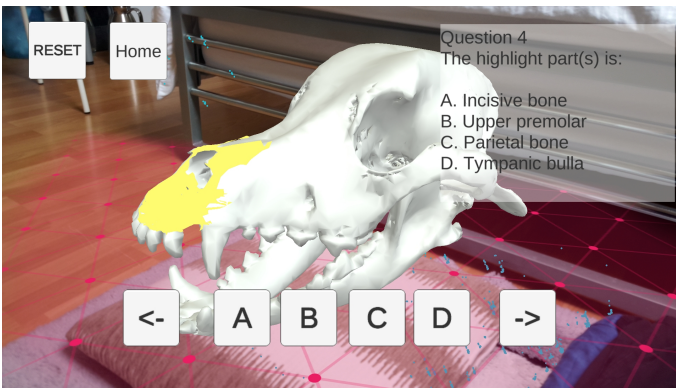 RESET
Home
Question 4
The highlight part(s) is:
A. Incisive bone
B. Upper premolar
C. Parietal bone
D. Tympanic bulla
<-
A
B
C
D
->